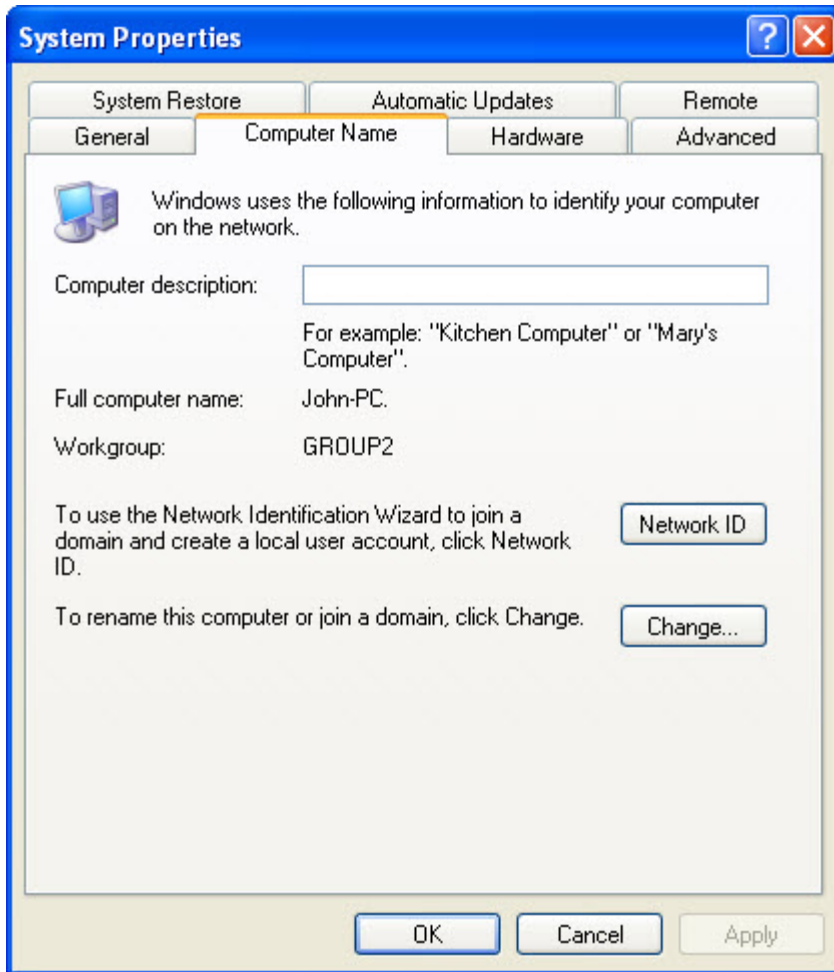 System Properties
System Restore Automatic Updates Remote
General Computer Name Hardware Advanced
Windows uses the following information to identify your computer
on the network.
Computer description:
For example: "Kitchen Computer" or "Mary's
Computer".
Full computer name: John-PC.
Workgroup: GROUP2
To use the Network Identification Wizard to join a
domain and create a local user account, click Network
ID.
Network ID
To rename this computer or join a domain, click Change.
Change...
OK Cancel Apply